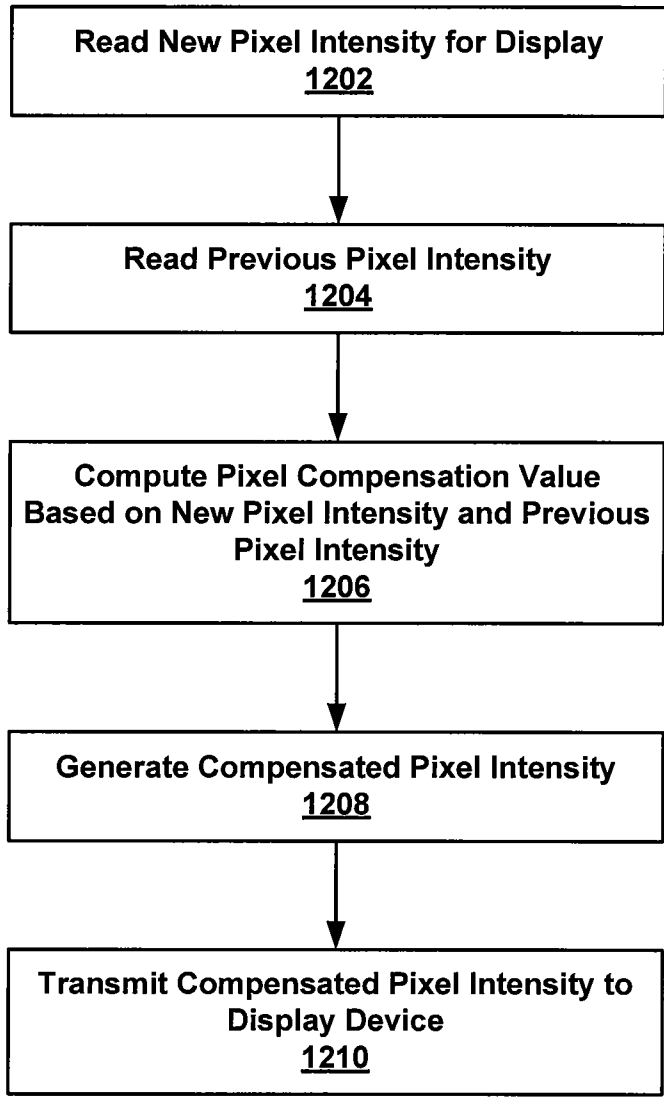 Read New Pixel Intensity for Display
1202
Read Previous Pixel Intensity
1204
Compute Pixel Compensation Value
Based on New Pixel Intensity and Previous
Pixel Intensity
1206
Generate Compensated Pixel Intensity
1208
Transmit Compensated Pixel Intensity to
Display Device
1210